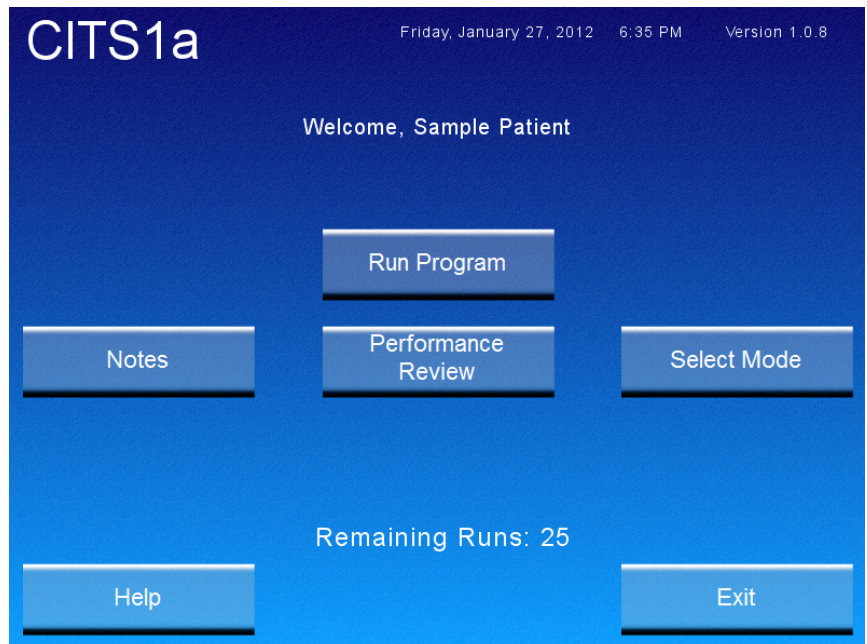 CITS1a
Friday, January 27, 2012 6:35 PM Version 1.0.8
Welcome, Sample Patient
Run Program
Notes
Performance
Review
Select Mode
Remaining Runs: 25
Help
Exit